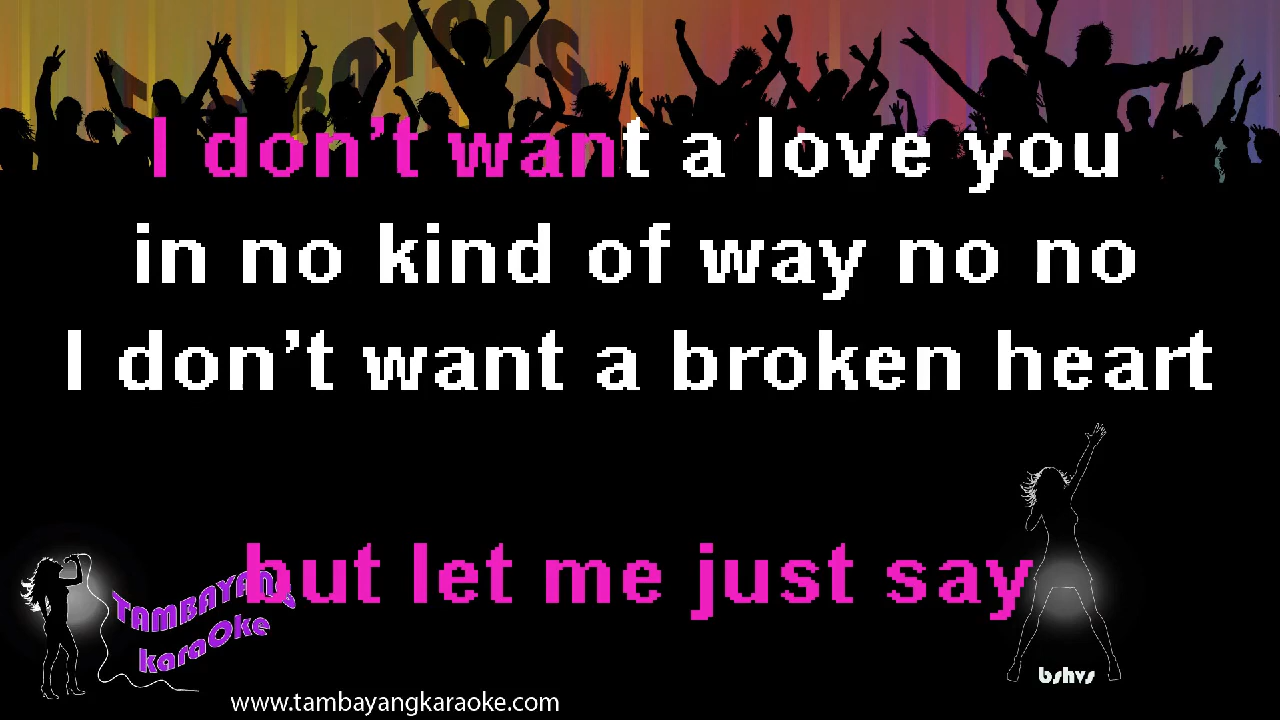 TAMBAYANG
I don’t want a love you
in no kind of way no no
I don’t want a broken heart
but let me just say
TAMBAYANG
karaOke
bshvs
www.tambayangkaraoke.com